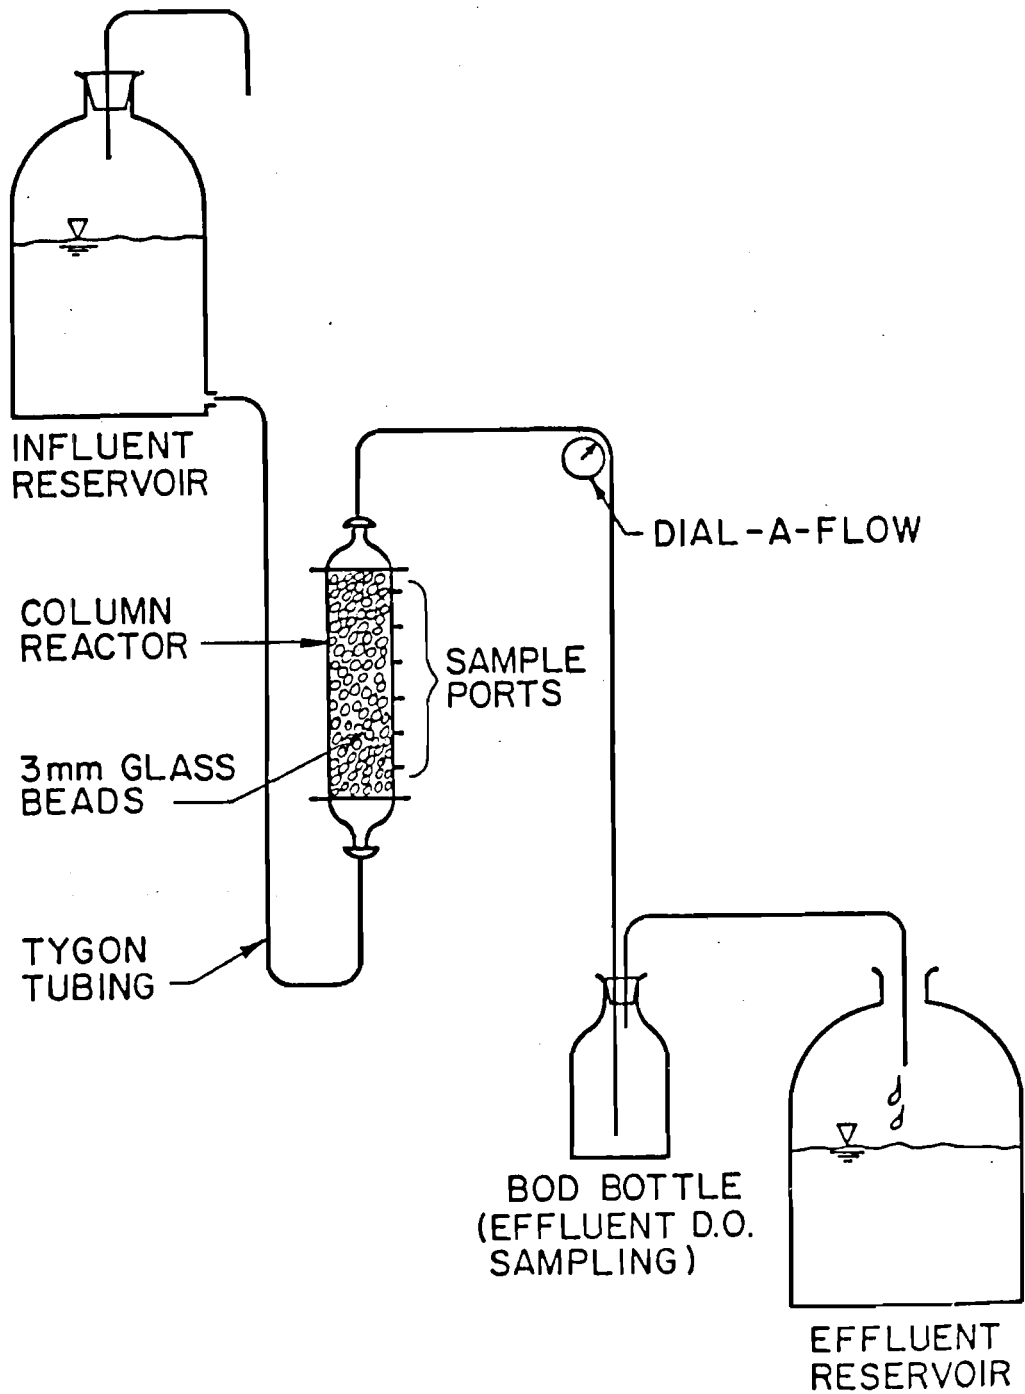 INFLUENT
RESERVOIR
DIAL-A-FLOW
COLUMN
REACTOR
SAMPLE
PORTS
3mm GLASS
BEADS
TYGON
TUBING
BOD BOTTLE
(EFFLUENT D.O.
SAMPLING)
EFFLUENT
RESERVOIR